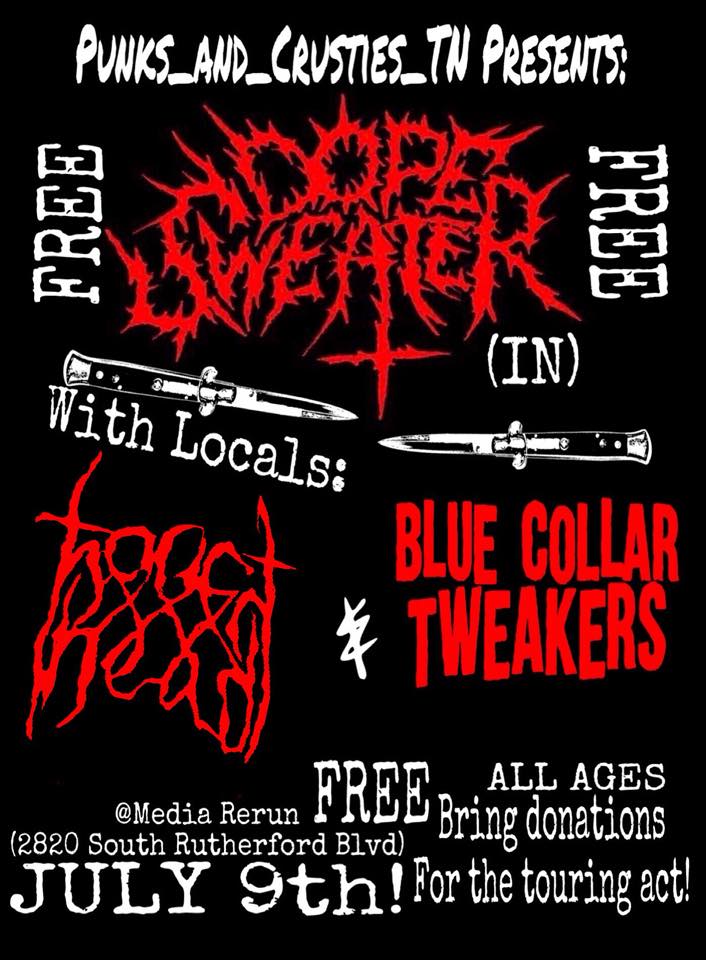 PUNKS_AND_CRUSTIES_TN PRESENTS:
FREE
DOPE
SWEATER
FREE
(IN)
With Locals:
&
BLUE COLLAR
TWEAKERS
FREE
ALL AGES
@Media Rerun
Bring donations
(2820 South Rutherford Blvd)
JULY 9th!
For the touring act!